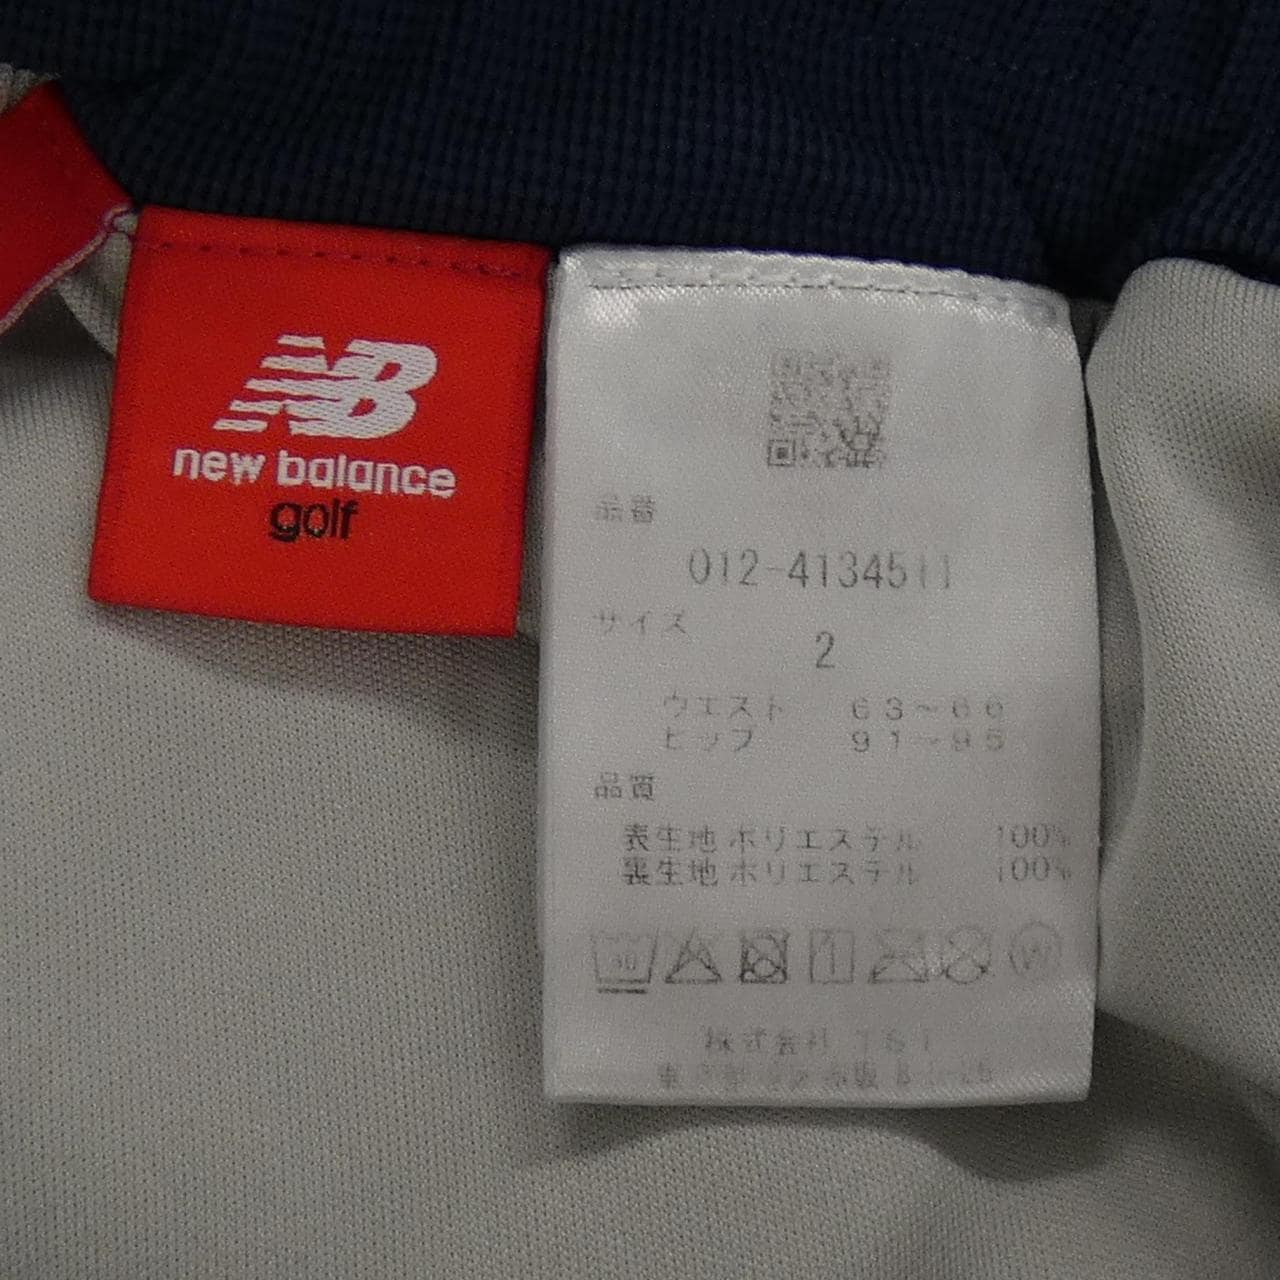 NB
new balance
golf
品番
012-4134511
サイズ
2
ウエスト 63~66
ヒップ 91~95
品質
表生地 ポリエステル 100%
裏生地 ポリエステル 100%
30
W
株式会社 TSI